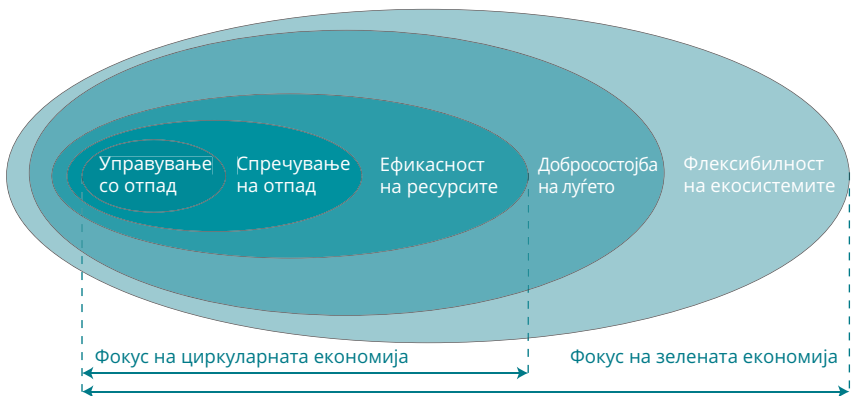 Управување
со отпад
Спречување
на отпад
Ефикасност
на ресурсите
Добросостојба
на луѓето
Флексибилност
на екосистемите
Фокус на циркуларната економија
Фокус на зелената економија